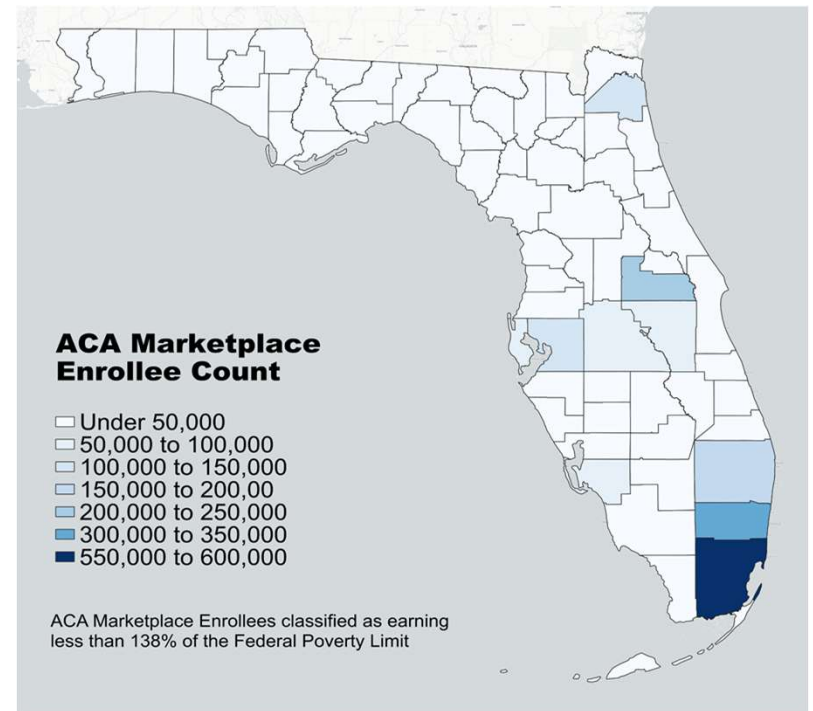 ACA Marketplace
Enrollee Count
Under 50,000
50,000 to 100,000
100,000 to 150,000
150,000 to 200,00
200,000 to 250,000
300,000 to 350,000
550,000 to 600,000
ACA Marketplace Enrollees classified as earning
less than 138% of the Federal Poverty Limit